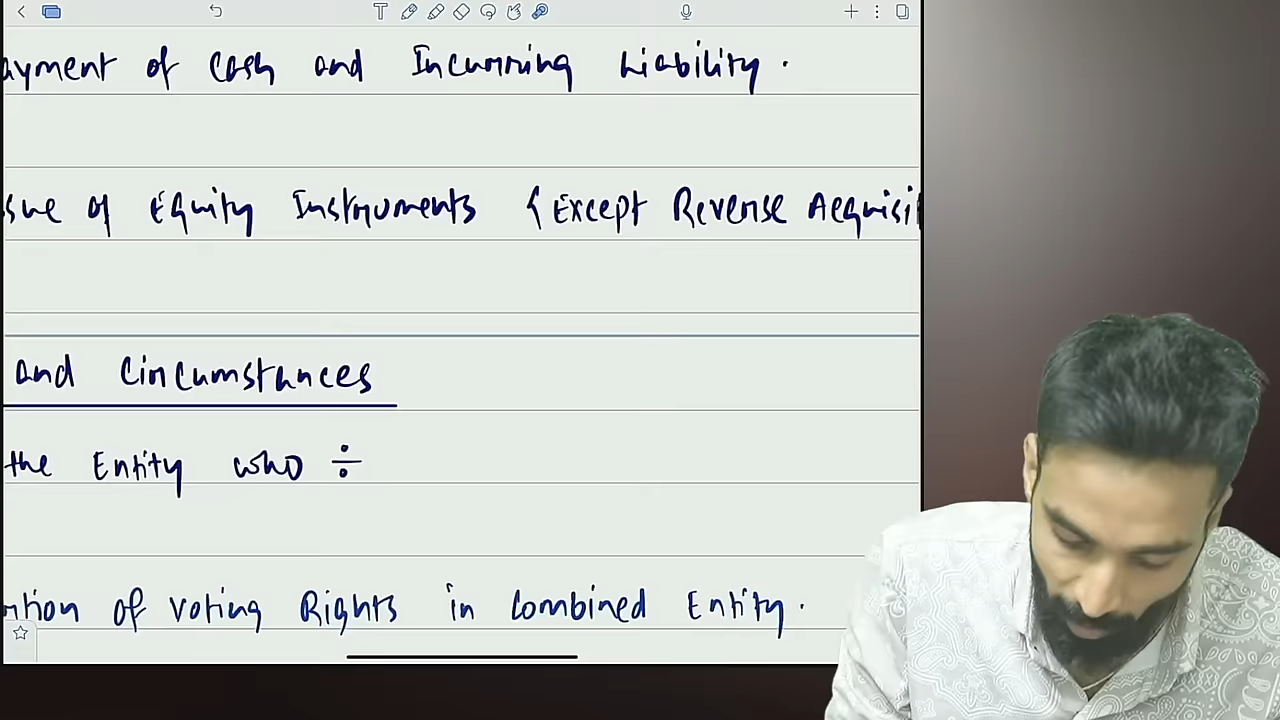 ayment of Cash and Incurring Liability.
sue of Equity Instruments {Except Reverse Acquisi
and Circumstances
the Entity who ÷
rtion of voting Rights in Combined Entity.